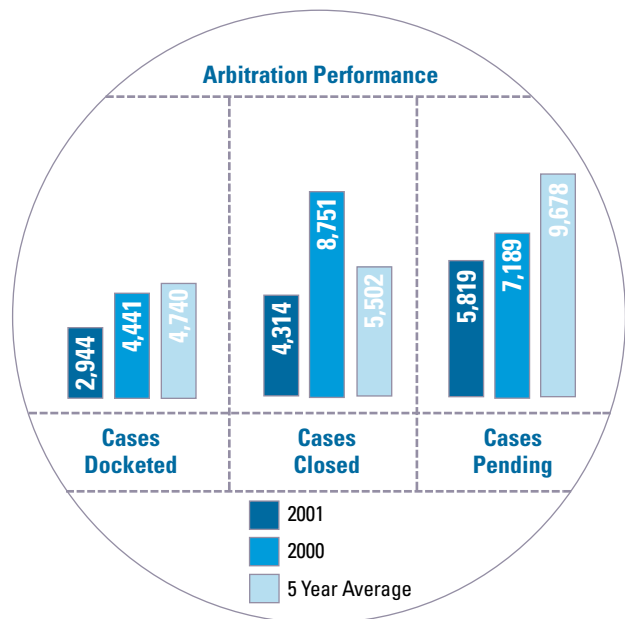 Arbitration Performance
2,944
4,441
4,740
4,314
8,751
5,502
5,819
7,189
9,678
Cases
Docketed
Cases
Closed
Cases
Pending
2001
2000
5 Year Average